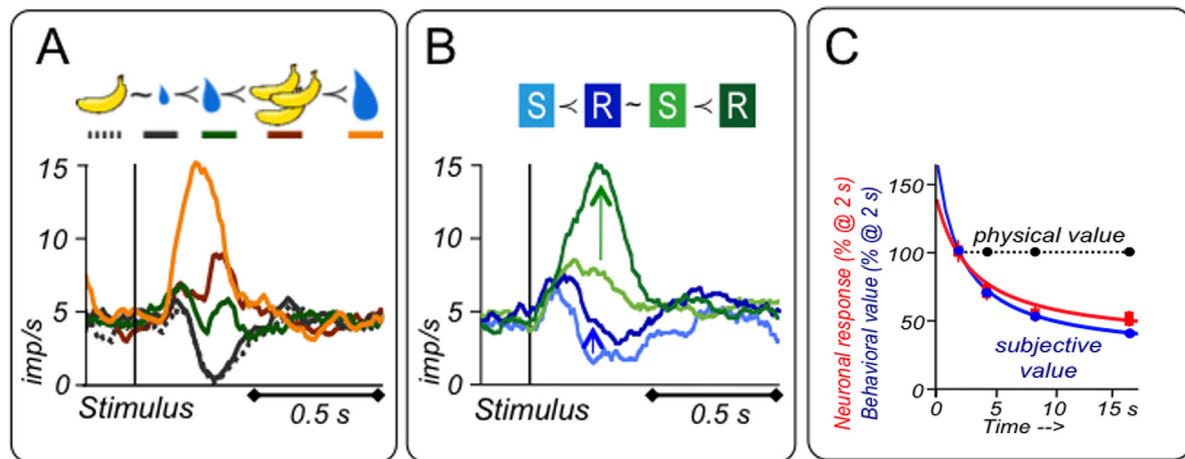 A
~ < < <
15
10
5
0
imp/s
Stimulus
0.5 s
B
S < R ~ S < R
15
10
5
0
imp/s
Stimulus
0.5 s
C
Neuronal response (% @ 2 s)
Behavioral value (% @ 2 s)
150
100
50
0
physical value
subjective
value
0 5 10 15 s
Time -->